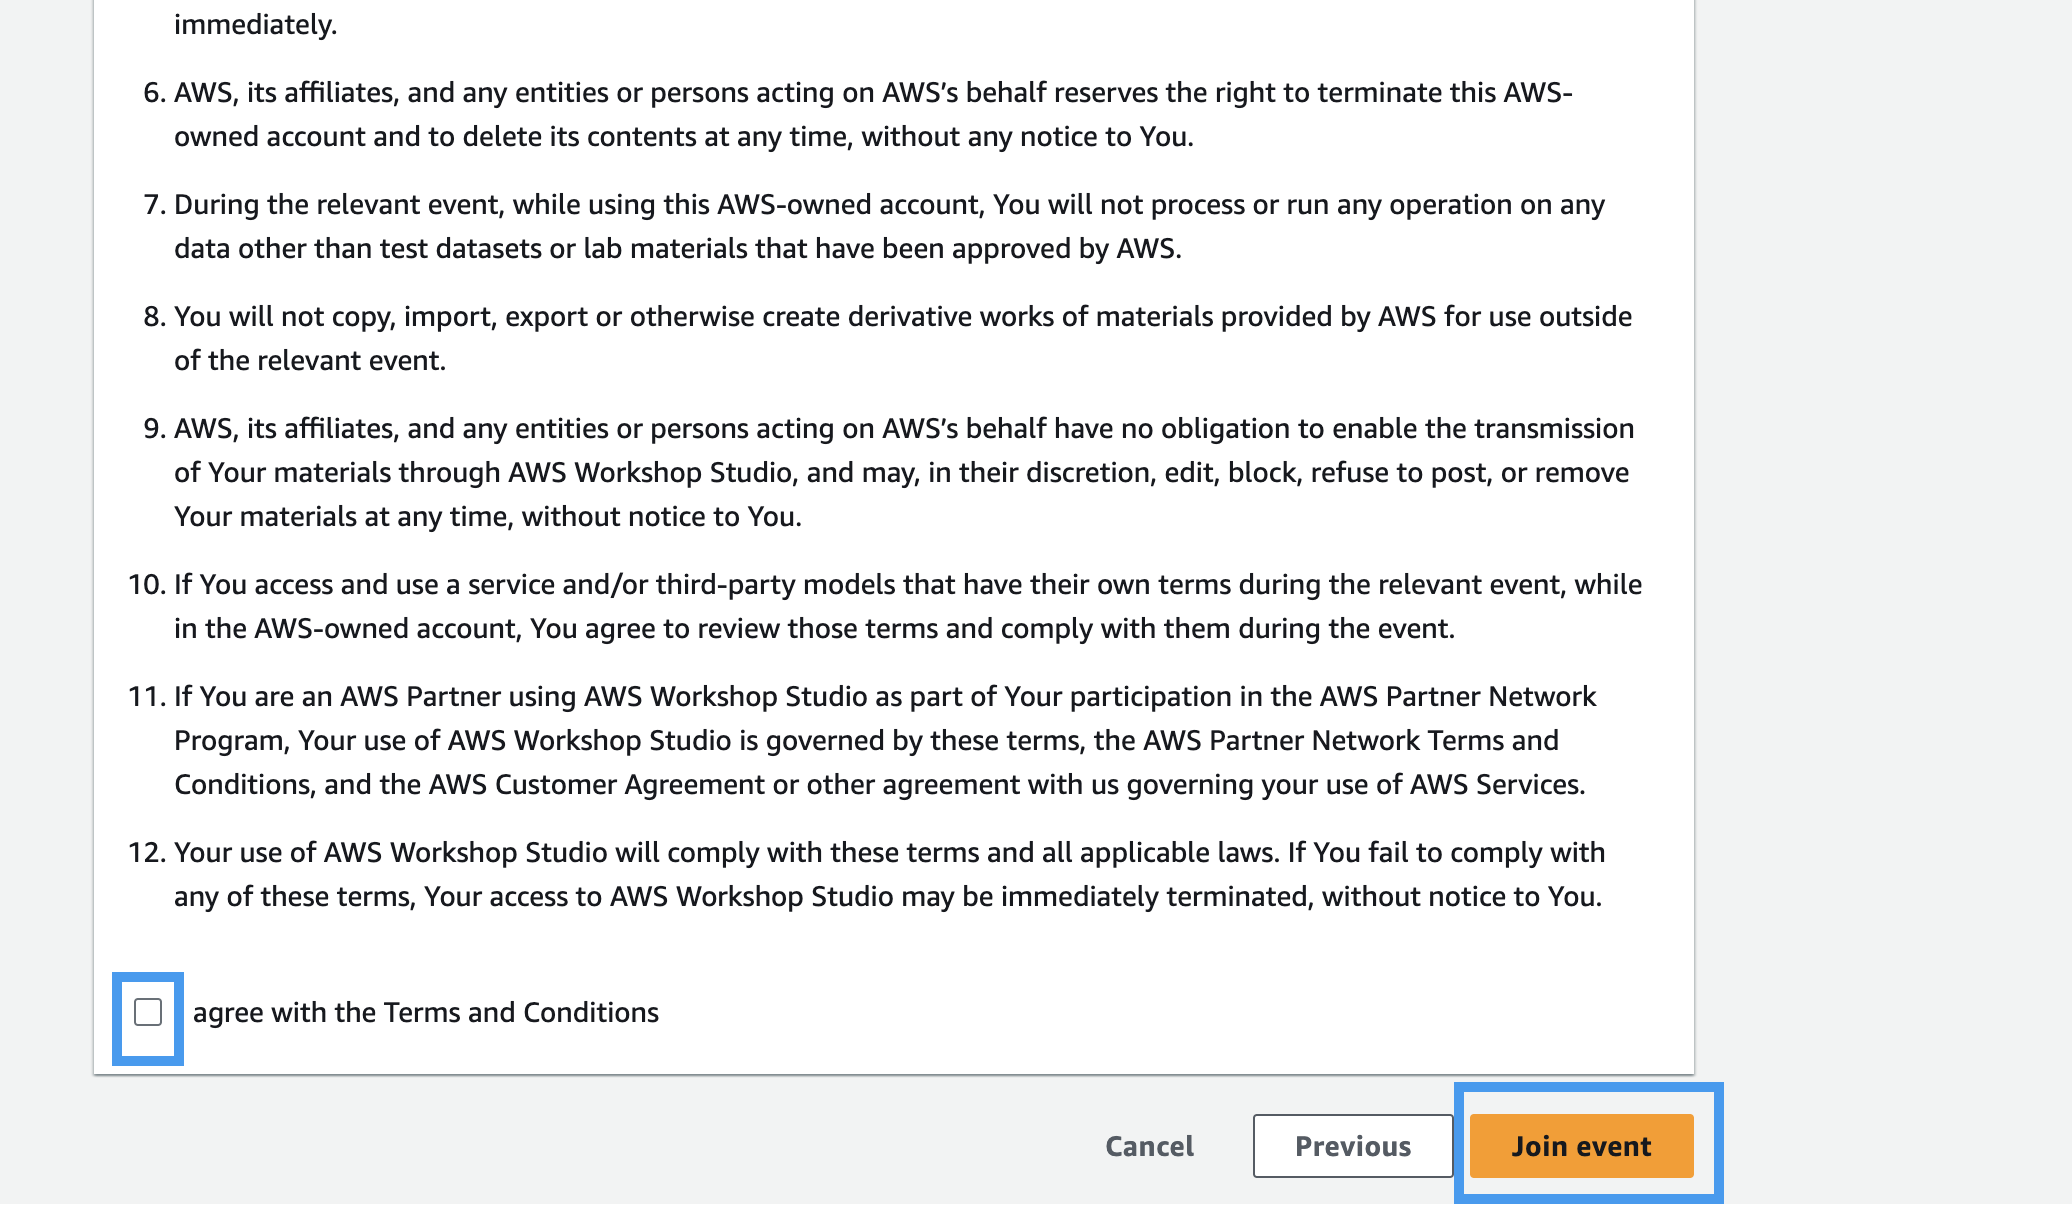 immediately.
6. AWS, its affiliates, and any entities or persons acting on AWS’s behalf reserves the right to terminate this AWS-
owned account and to delete its contents at any time, without any notice to You.
7. During the relevant event, while using this AWS-owned account, You will not process or run any operation on any
data other than test datasets or lab materials that have been approved by AWS.
8. You will not copy, import, export or otherwise create derivative works of materials provided by AWS for use outside
of the relevant event.
9. AWS, its affiliates, and any entities or persons acting on AWS’s behalf have no obligation to enable the transmission
of Your materials through AWS Workshop Studio, and may, in their discretion, edit, block, refuse to post, or remove
Your materials at any time, without notice to You.
10. If You access and use a service and/or third-party models that have their own terms during the relevant event, while
in the AWS-owned account, You agree to review those terms and comply with them during the event.
11. If You are an AWS Partner using AWS Workshop Studio as part of Your participation in the AWS Partner Network
Program, Your use of AWS Workshop Studio is governed by these terms, the AWS Partner Network Terms and
Conditions, and the AWS Customer Agreement or other agreement with us governing your use of AWS Services.
12. Your use of AWS Workshop Studio will comply with these terms and all applicable laws. If You fail to comply with
any of these terms, Your access to AWS Workshop Studio may be immediately terminated, without notice to You.
agree with the Terms and Conditions
Cancel
Previous
Join event